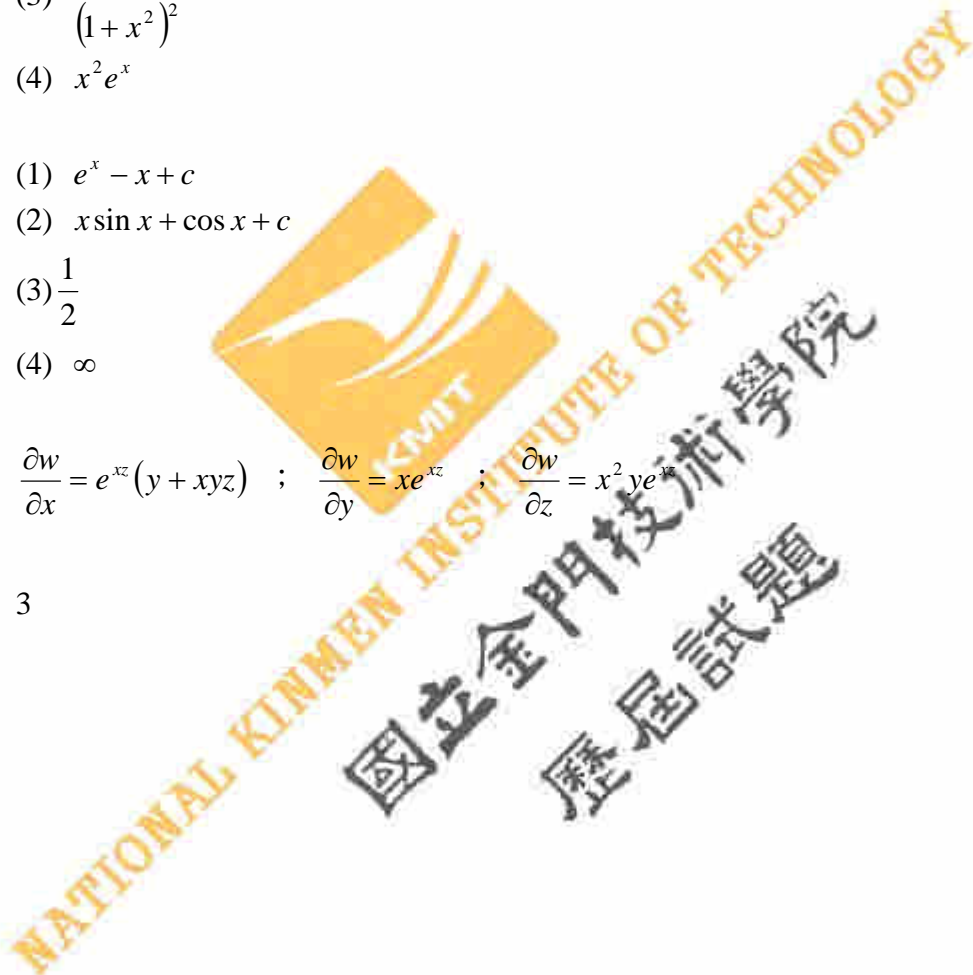 (1 + x²)²
(4) x²eˣ
(1) eˣ − x + c
(2) x sin x + cos x + c
(3) 1/2
(4) ∞
∂w/∂x = e^{xz}(y + xyz) ； ∂w/∂y = xe^{xz} ； ∂w/∂z = x²ye^{xz}
3
KMIT
NATIONAL KINMEN INSTITUTE OF TECHNOLOGY
國立金門技術學院
歷屆試題